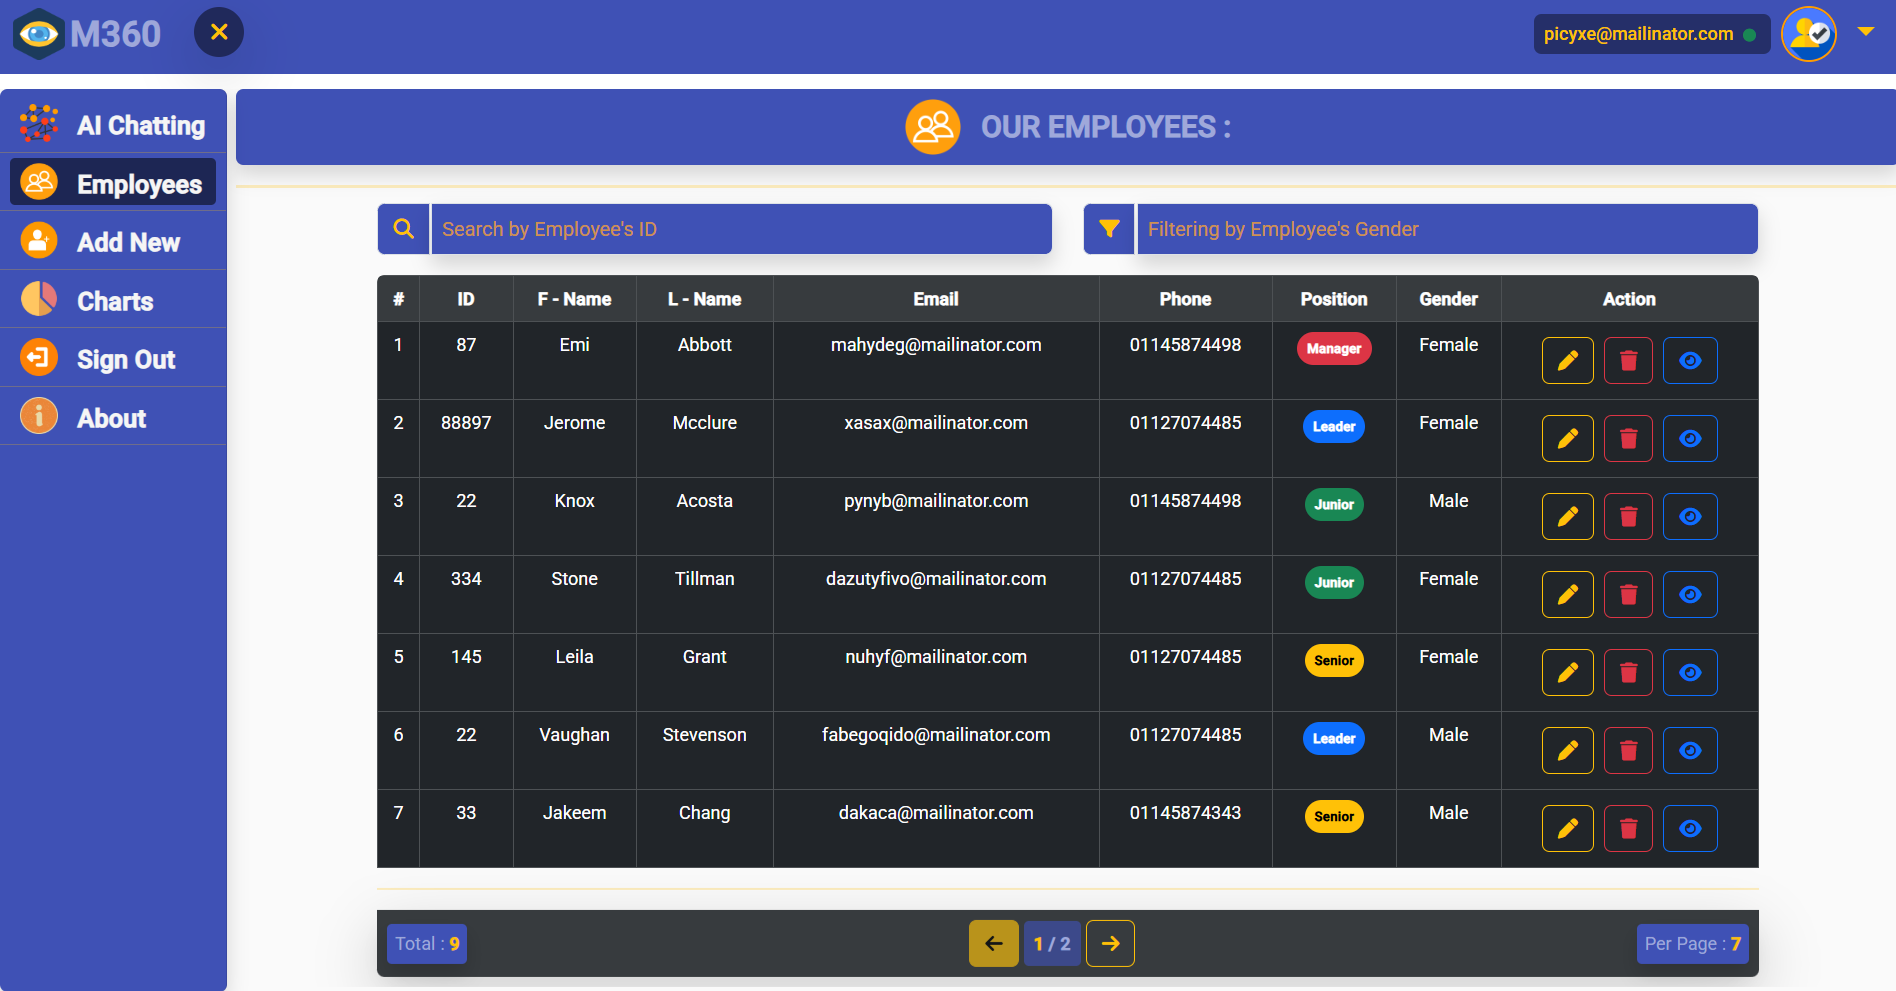 M360
picyxe@mailinator.com
AI Chatting
Employees
Add New
Charts
Sign Out
About
OUR EMPLOYEES :
Search by Employee's ID
Filtering by Employee's Gender
# ID F - Name L - Name Email Phone Position Gender Action
1 87 Emi Abbott mahydeg@mailinator.com 01145874498 Manager Female
2 88897 Jerome Mcclure xasax@mailinator.com 01127074485 Leader Female
3 22 Knox Acosta pynyb@mailinator.com 01145874498 Junior Male
4 334 Stone Tillman dazutyfivo@mailinator.com 01127074485 Junior Female
5 145 Leila Grant nuhyf@mailinator.com 01127074485 Senior Female
6 22 Vaughan Stevenson fabegoqido@mailinator.com 01127074485 Leader Male
7 33 Jakeem Chang dakaca@mailinator.com 01145874343 Senior Male
Total : 9
1 / 2
Per Page : 7